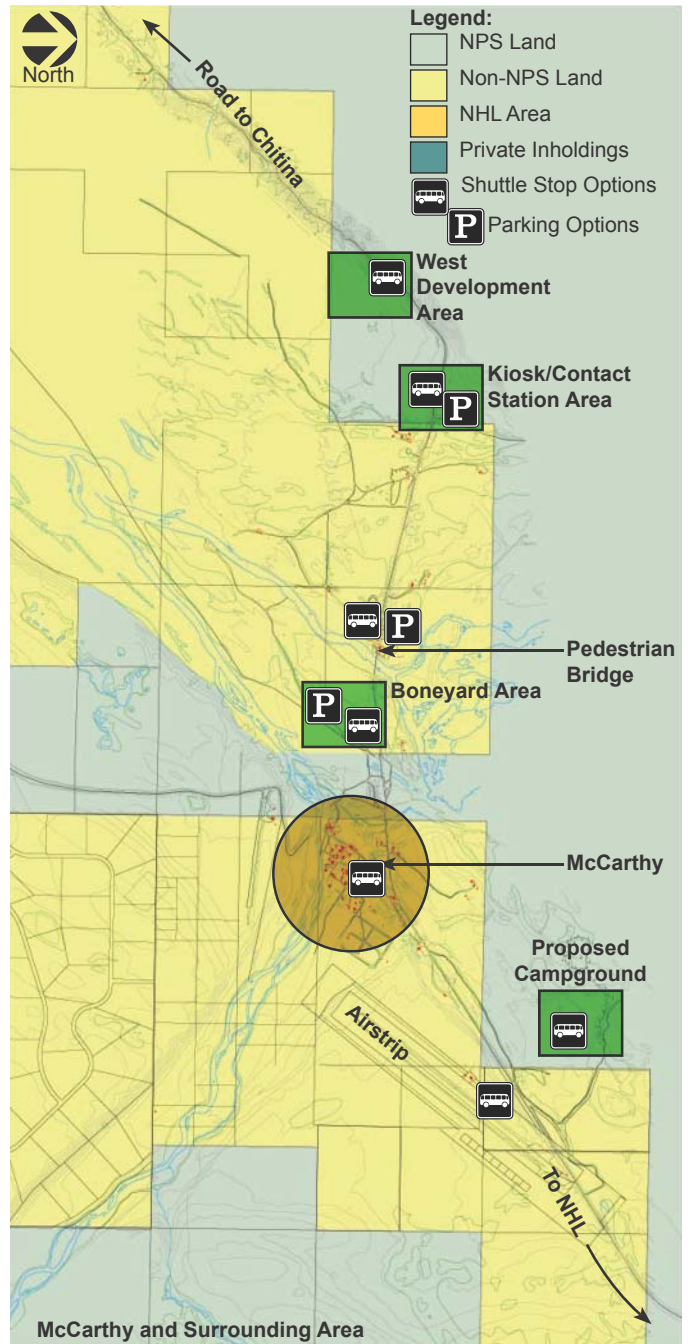 North
Road to Chitina
Legend:
NPS Land
Non-NPS Land
NHL Area
Private Inholdings
Shuttle Stop Options
P Parking Options
West
Development
Area
Kiosk/Contact
Station Area
P
P
Pedestrian
Bridge
Boneyard Area
P
McCarthy
Proposed
Campground
Airstrip
To NHL
McCarthy and Surrounding Area